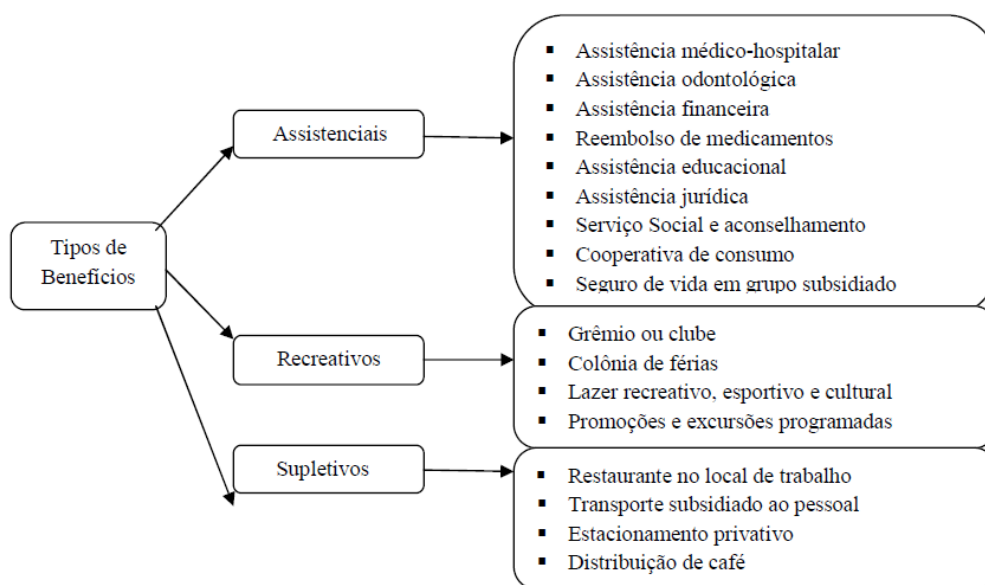 Tipos de
Benefícios
Assistenciais
▪ Assistência médico-hospitalar
▪ Assistência odontológica
▪ Assistência financeira
▪ Reembolso de medicamentos
▪ Assistência educacional
▪ Assistência jurídica
▪ Serviço Social e aconselhamento
▪ Cooperativa de consumo
▪ Seguro de vida em grupo subsidiado
Recreativos
▪ Grêmio ou clube
▪ Colônia de férias
▪ Lazer recreativo, esportivo e cultural
▪ Promoções e excursões programadas
Supletivos
▪ Restaurante no local de trabalho
▪ Transporte subsidiado ao pessoal
▪ Estacionamento privativo
▪ Distribuição de café